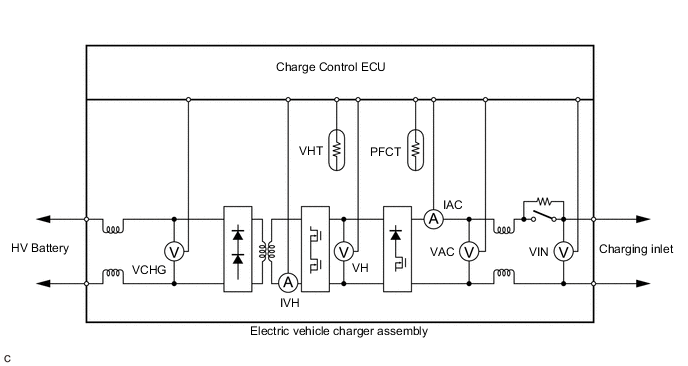 Charge Control ECU
VHT
PFCT
IAC
HV Battery
VCHG
V
IVH
A
V
VH
A
VAC
V
VIN
V
Charging inlet
Electric vehicle charger assembly
C